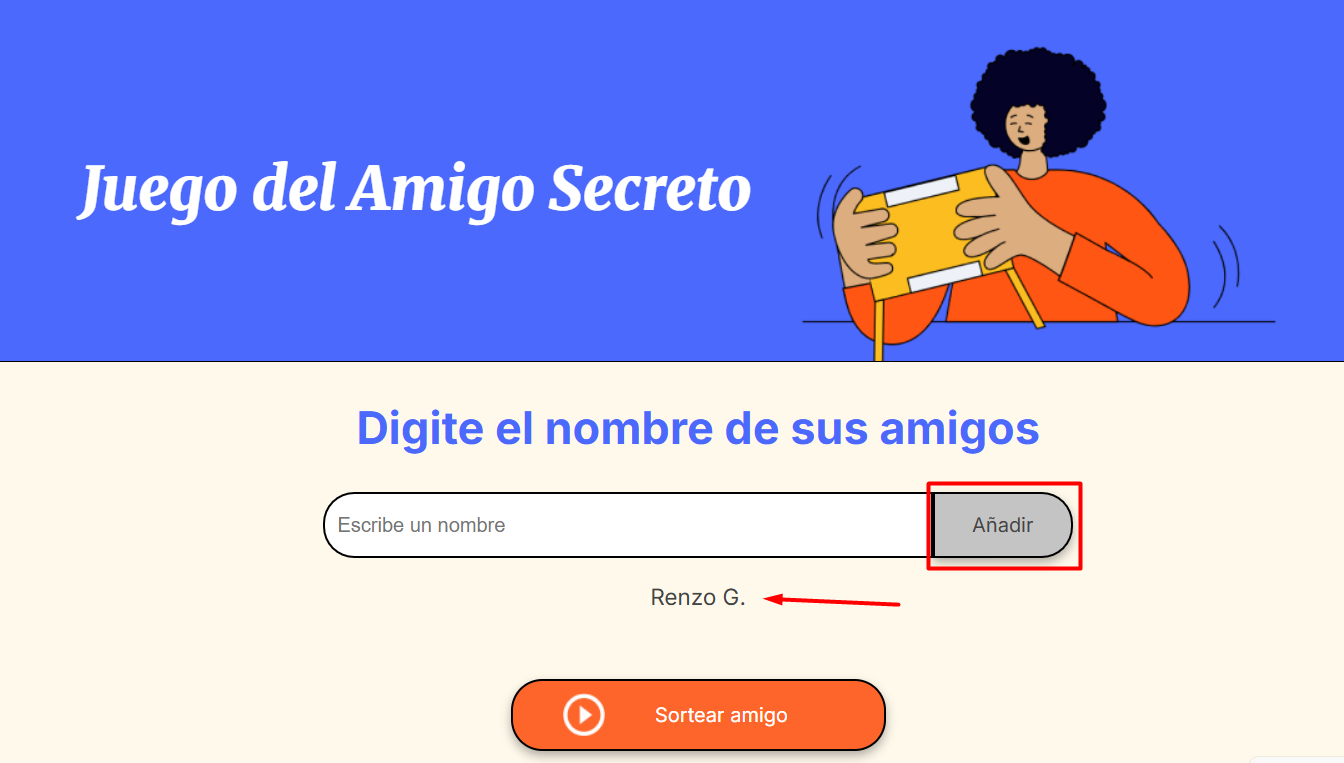 Juego del Amigo Secreto
Digite el nombre de sus amigos
Escribe un nombre
Añadir
Renzo G.
Sortear amigo